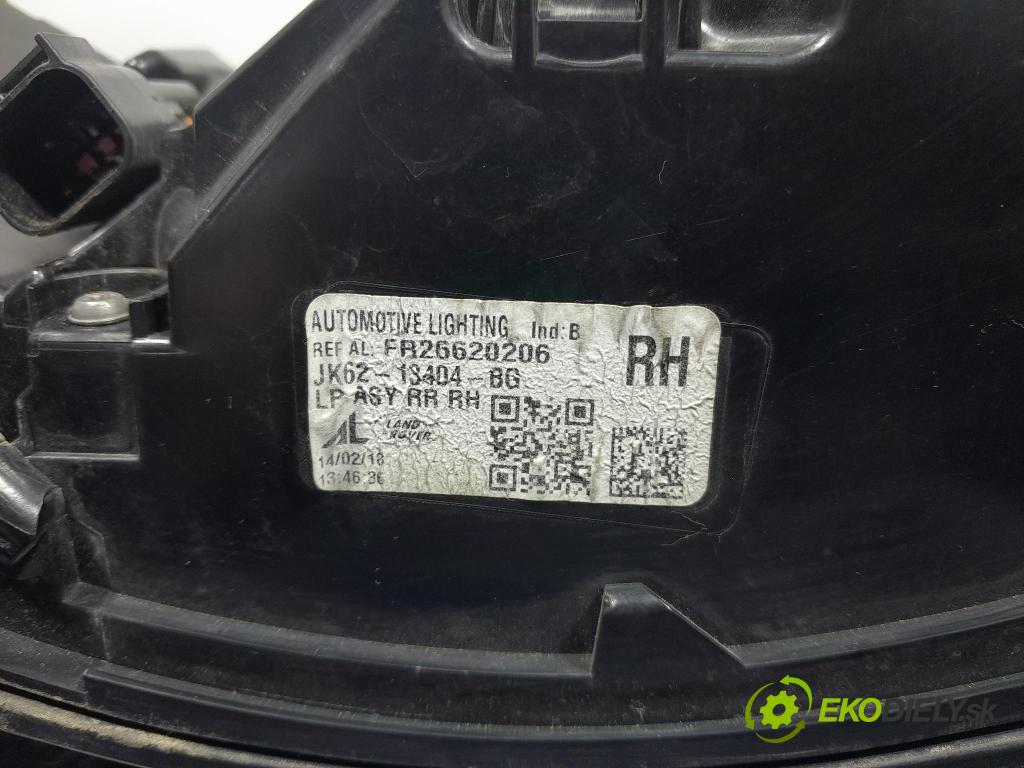 AUTOMOTIVE LIGHTING Ind: B
REF AL: FR26620206
JK62-13404-BG
LP ASY RR RH
RH
AL LAND ROVER
14/02/18
13:46:36
EKODIELY.sk